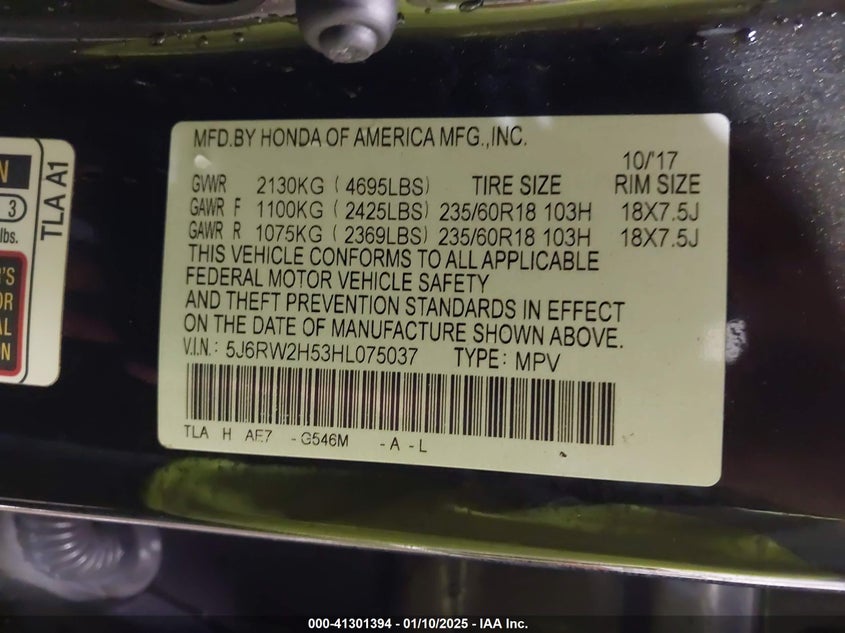 MFD.BY HONDA OF AMERICA MFG.,INC.
10/'17
GVWR 2130KG (4695LBS) TIRE SIZE RIM SIZE
GAWR F 1100KG (2425LBS) 235/60R18 103H 18X7.5J
GAWR R 1075KG (2369LBS) 235/60R18 103H 18X7.5J
THIS VEHICLE CONFORMS TO ALL APPLICABLE
FEDERAL MOTOR VEHICLE SAFETY
AND THEFT PREVENTION STANDARDS IN EFFECT
ON THE DATE OF MANUFACTURE SHOWN ABOVE.
V.I.N.: 5J6RW2H53HL075037 TYPE: MPV
TLA H AE7 -G546M -A-L
TLA A1
3
lbs.
000-41301394 - 01/10/2025 - IAA Inc.